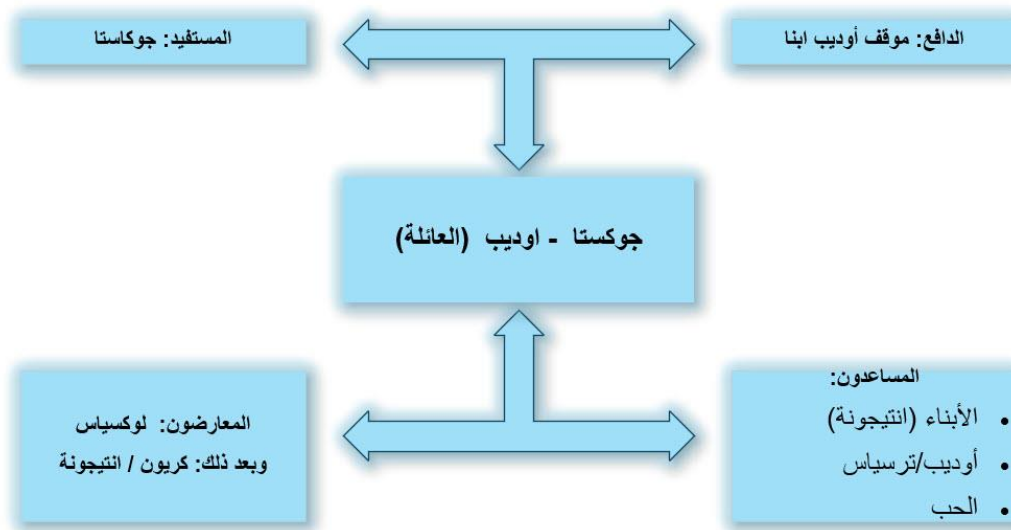 الدافع: موقف أوديب ابنا
المستفيد: جوكاستا
جوكستا - اوديب (العائلة)
المساعدون:
• الأبناء (انتيجونة)
• أوديب/ترسياس
• الحب
المعارضون: لوكسياس
وبعد ذلك: كريون / انتيجونة